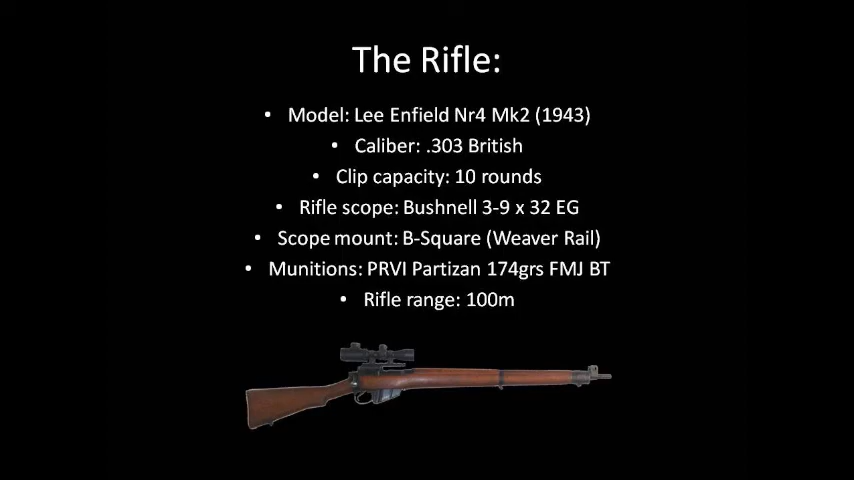 The Rifle:
• Model: Lee Enfield Nr4 Mk2 (1943)
• Caliber: .303 British
• Clip capacity: 10 rounds
• Rifle scope: Bushnell 3-9 x 32 EG
• Scope mount: B-Square (Weaver Rail)
• Munitions: PRVI Partizan 174grs FMJ BT
• Rifle range: 100m